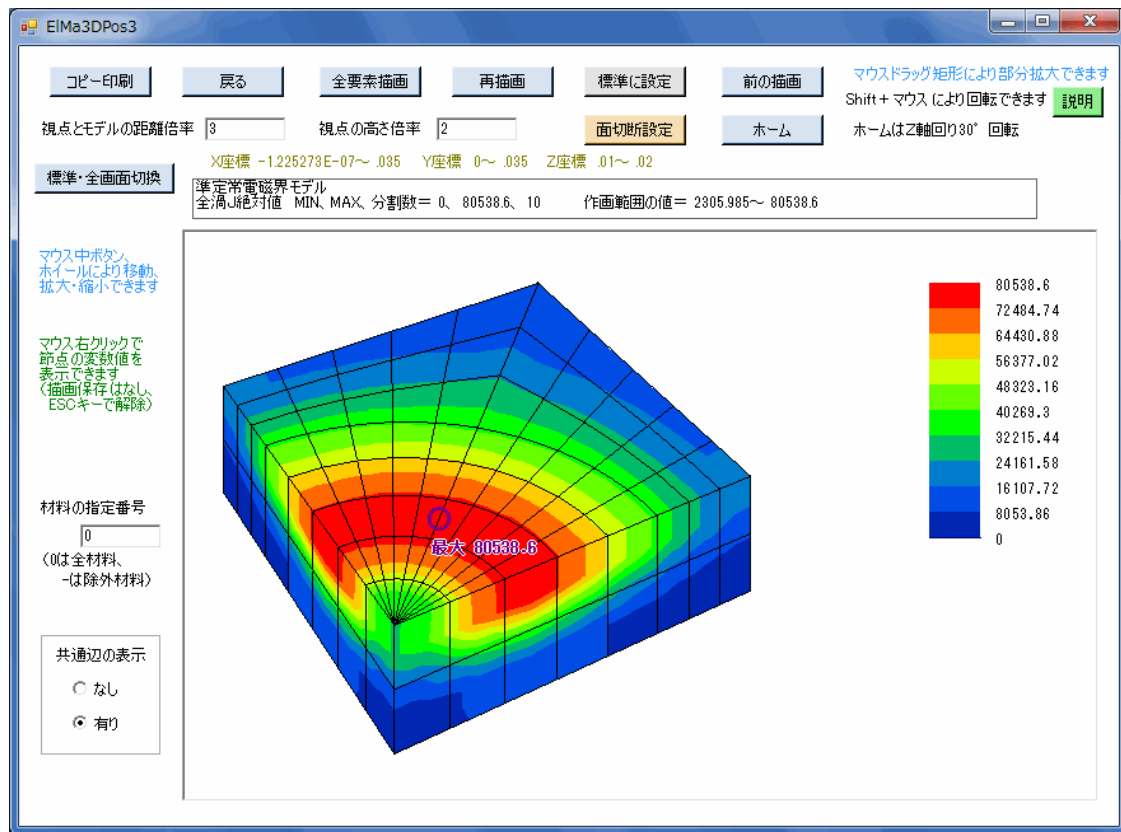 ElMa3DPos3
コピー印刷
戻る
全要素描画
再描画
標準に設定
前の描画
マウスドラッグ矩形により部分拡大できます
Shift+マウスにより回転できます
説明
視点とモデルの距離倍率 3
視点の高さ倍率 2
面切断設定
ホーム
ホームはZ軸回り30° 回転
X座標 -1.225273E-07～ .035 Y座標 0～ .035 Z座標 .01～ .02
標準・全画面切換
準定常電磁界モデル
全渦J絶対値 MIN、MAX、分割数＝ 0、 80538.6、 10 作画範囲の値＝ 2305.985～ 80538.6
マウス中ボタン、
ホイールにより移動、
拡大・縮小できます
マウス右クリックで
節点の変数値を
表示できます
（描画保存はなし、
ESCキーで解除）
材料の指定番号
0
（0は全材料、
-は除外材料）
共通辺の表示
なし
有り
最大 80538.6
80538.6
72484.74
64430.88
56377.02
48323.16
40269.3
32215.44
24161.58
16107.72
8053.86
0